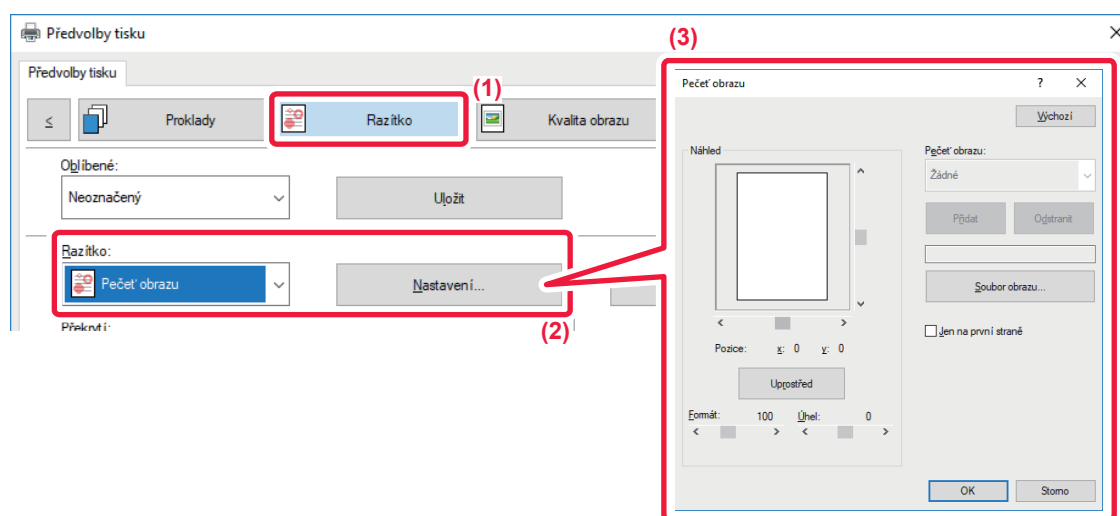 Předvolby tisku
Předvolby tisku
(1)
≤ Proklady Razítko Kvalita obrazu
Oblíbené:
Neoznačený Uložit
Razítko:
Pečeť obrazu Nastavení...
Překrytí:
(2)
(3)
Pečeť obrazu ?
Výchozí
Náhled
Pečeť obrazu:
Žádné
Přidat Odstranit
Soubor obrazu...
Jen na první straně
Pozice: x: 0 y: 0
Uprostřed
Formát: 100 Úhel: 0
OK Storno